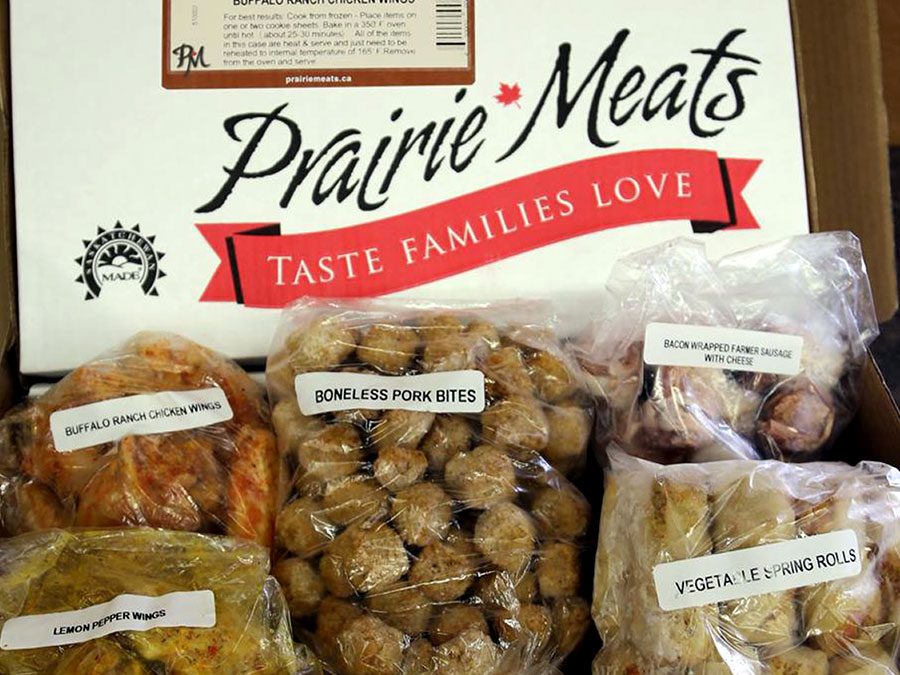 BUFFALO RANCH CHICKEN WINGS
For best results: Cook from frozen - Place items on
one or two cookie sheets. Bake in a 350 F oven
until hot. (about 25-30 minutes) All of the items
in this case are heat & serve and just need to be
reheated to internal temperature of 165° F. Remove
from the oven and serve
PM
prairiemeats.ca
Prairie Meats
TASTE FAMILIES LOVE
SASKATCHEWAN
MADE
BACON WRAPPED FARMER SAUSAGE
WITH CHEESE
BONELESS PORK BITES
BUFFALO RANCH CHICKEN WINGS
VEGETABLE SPRING ROLLS
LEMON PEPPER WINGS